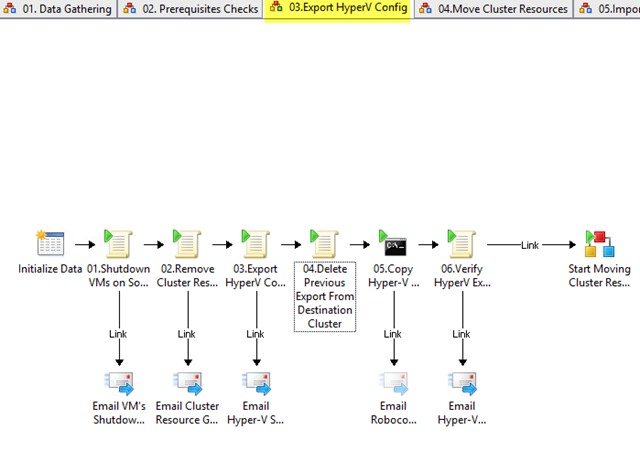 01. Data Gathering
02. Prerequisites Checks
03.Export HyperV Config
04.Move Cluster Resources
05.Impor
Link
Initialize Data
01.Shutdown
VMs on So...
02.Remove
Cluster Res...
03.Export
HyperV Co...
04.Delete
Previous
Export From
Destination
Cluster
05.Copy
Hyper-V ...
06.Verify
HyperV Ex...
Start Moving
Cluster Res...
Link
Link
Link
Link
Link
Email VM's
Shutdow...
Email Cluster
Resource G...
Email
Hyper-V S...
Email
Roboco...
Email
Hyper-V...